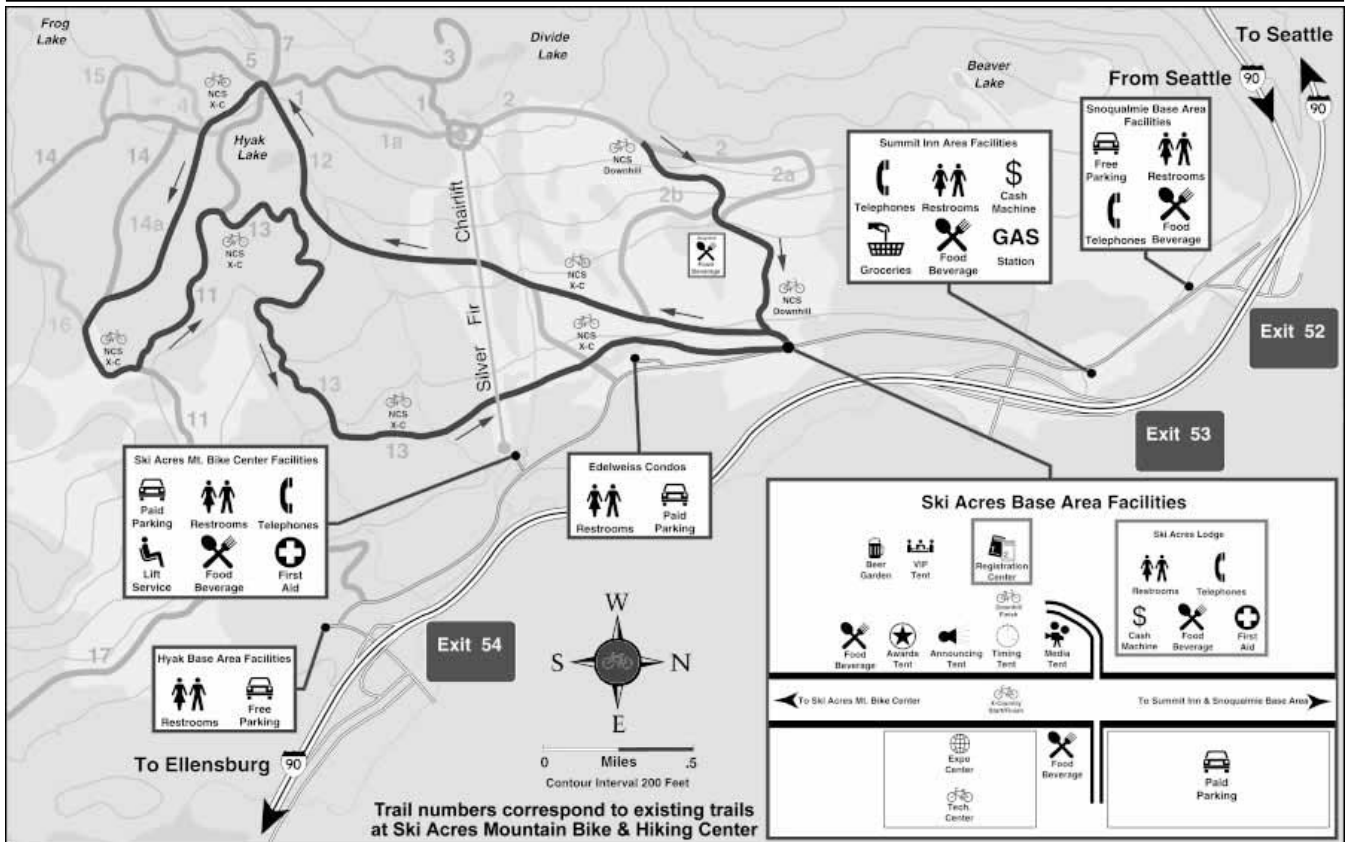 Frog
Lake
Divide
Lake
To Seattle
From Seattle
90
90
Beaver
Lake
7
5
3
15
4
1
1
2
1a
NCS
X-C
Hyak
Lake
12
14
14
14a
2
2a
2b
NCS
Downhill
Food
Beverage
NCS
Downhill
13
NCS
X-C
11
16
NCS
X-C
NCS
X-C
NCS
X-C
Silver Fir Chairlift
13
NCS
X-C
13
11
17
Snoqualmie Base Area
Facilities
Free
Parking
Restrooms
Telephones
Food
Beverage
Summit Inn Area Facilities
Telephones
Restrooms
$
Cash
Machine
Groceries
Food
Beverage
GAS
Station
Exit 52
Exit 53
Exit 54
Ski Acres Mt. Bike Center Facilities
Paid
Parking
Restrooms
Telephones
Lift
Service
Food
Beverage
First
Aid
Edelweiss Condos
Restrooms
Paid
Parking
Hyak Base Area Facilities
Restrooms
Free
Parking
To Ellensburg
90
W
S
N
E
0 Miles .5
Contour Interval 200 Feet
Trail numbers correspond to existing trails
at Ski Acres Mountain Bike & Hiking Center
Ski Acres Base Area Facilities
Beer
Garden
VIP
Tent
Registration
Center
Downhill
Finish
Ski Acres Lodge
Restrooms
Telephones
$
Cash
Machine
Food
Beverage
First
Aid
Food
Beverage
Awards
Tent
Announcing
Tent
Timing
Tent
Media
Tent
To Ski Acres Mt. Bike Center
X-Country
Start/Finish
To Summit Inn & Snoqualmie Base Area
Expo
Center
Tech.
Center
Food
Beverage
Paid
Parking